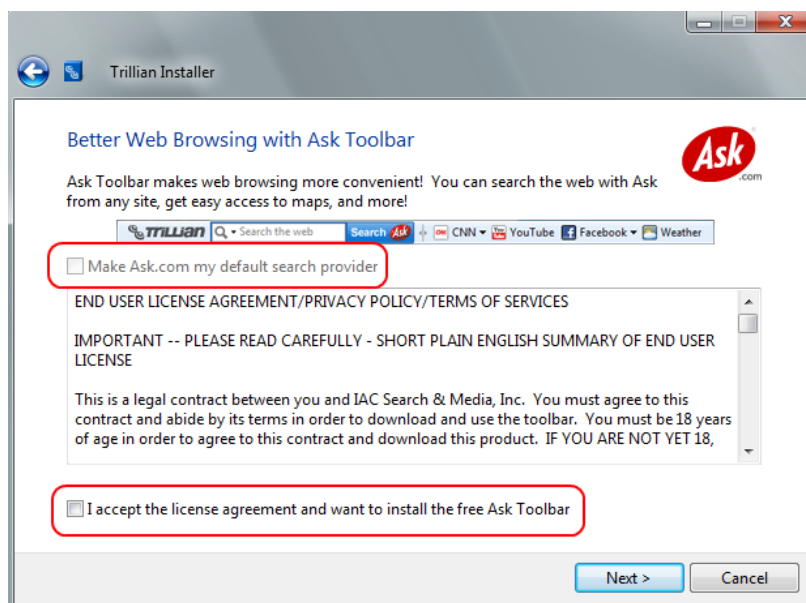 Trillian Installer
Better Web Browsing with Ask Toolbar
Ask
.com
Ask Toolbar makes web browsing more convenient! You can search the web with Ask
from any site, get easy access to maps, and more!
TRILLIAN Search the web Search Ask CNN YouTube Facebook Weather
Make Ask.com my default search provider
END USER LICENSE AGREEMENT/PRIVACY POLICY/TERMS OF SERVICES
IMPORTANT -- PLEASE READ CAREFULLY - SHORT PLAIN ENGLISH SUMMARY OF END USER
LICENSE
This is a legal contract between you and IAC Search & Media, Inc. You must agree to this
contract and abide by its terms in order to download and use the toolbar. You must be 18 years
of age in order to agree to this contract and download this product. IF YOU ARE NOT YET 18,
I accept the license agreement and want to install the free Ask Toolbar
Next > Cancel